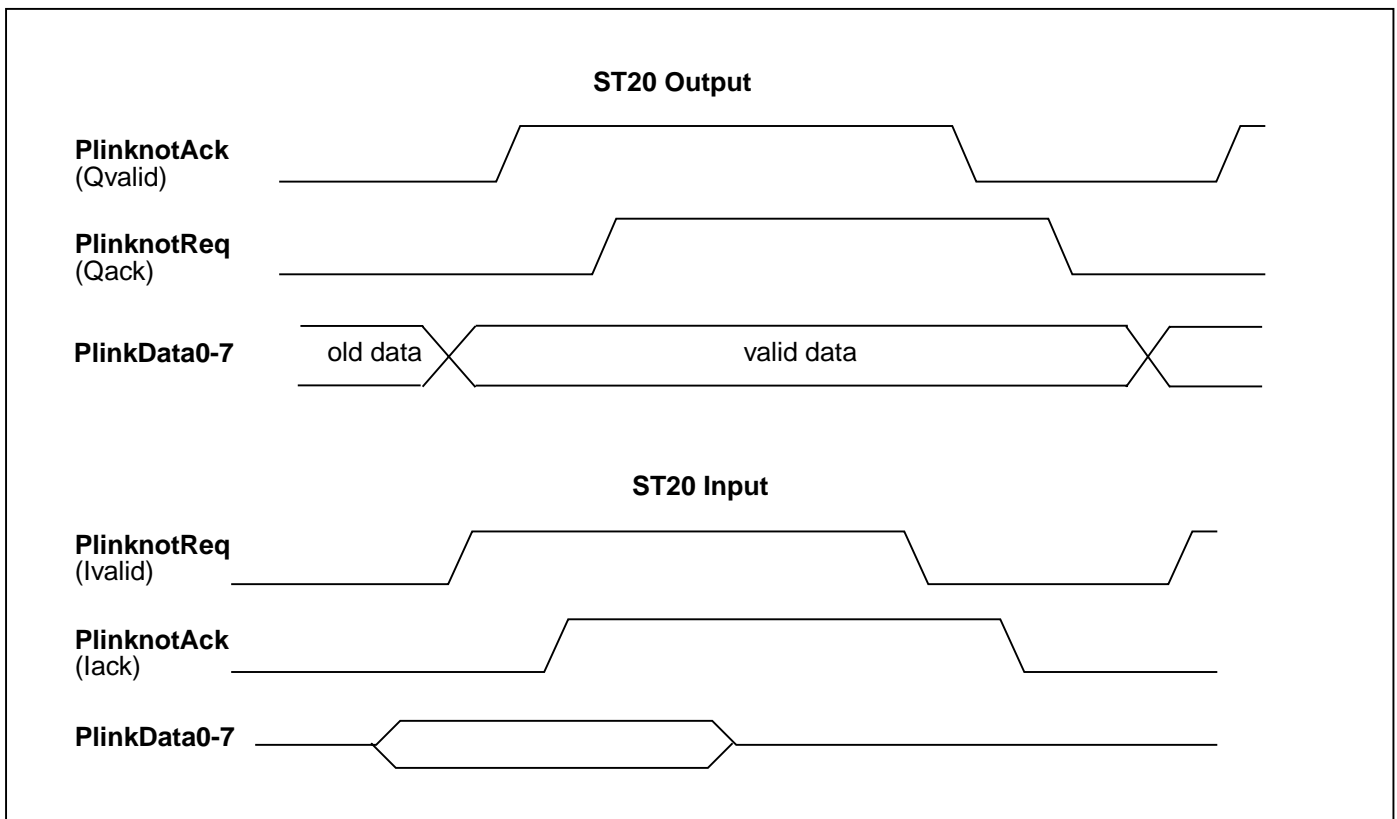 ST20 Output
PlinknotAck
(Qvalid)
PlinknotReq
(Qack)
PlinkData0-7
old data
valid data
ST20 Input
PlinknotReq
(Ivalid)
PlinknotAck
(Iack)
PlinkData0-7